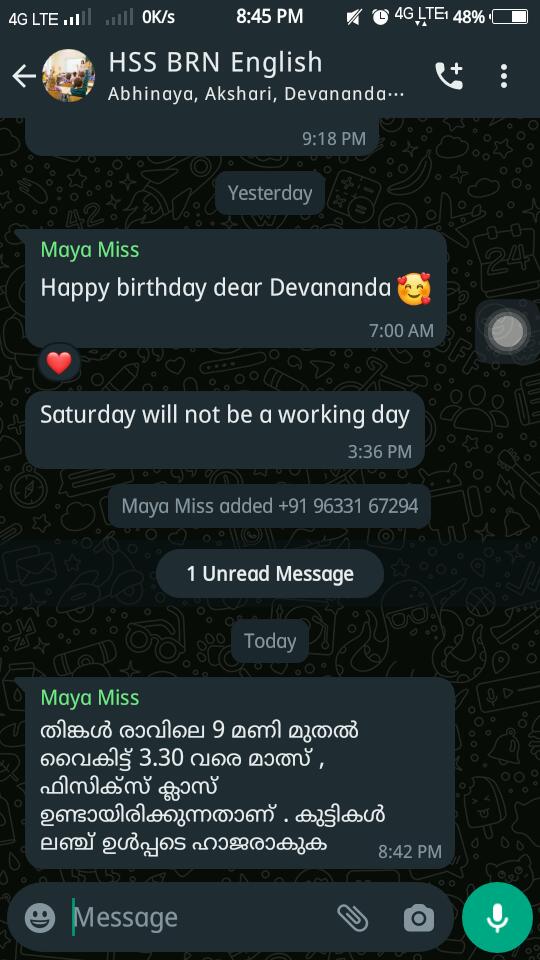 4G LTE 0K/s 8:45 PM 4G LTE 48%
HSS BRN English
Abhinaya, Akshari, Devananda...
9:18 PM
Yesterday
Maya Miss
Happy birthday dear Devananda 🥰
7:00 AM
❤️
Saturday will not be a working day
3:36 PM
Maya Miss added +91 96331 67294
1 Unread Message
Today
Maya Miss
തിങ്കൾ രാവിലെ 9 മണി മുതൽ
വൈകിട്ട് 3.30 വരെ മാത്സ് ,
ഫിസിക്സ് ക്ലാസ്
ഉണ്ടായിരിക്കുന്നതാണ് . കുട്ടികൾ
ലഞ്ച് ഉൾപ്പടെ ഹാജരാകുക
8:42 PM
Message